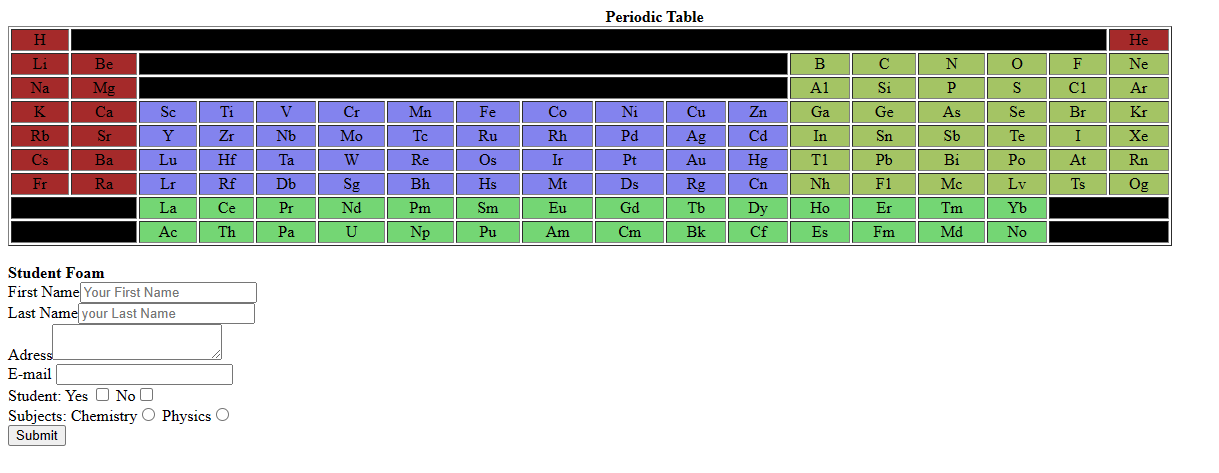 Periodic Table
H He
Li Be B C N O F Ne
Na Mg A1 Si P S C1 Ar
K Ca Sc Ti V Cr Mn Fe Co Ni Cu Zn Ga Ge As Se Br Kr
Rb Sr Y Zr Nb Mo Tc Ru Rh Pd Ag Cd In Sn Sb Te I Xe
Cs Ba Lu Hf Ta W Re Os Ir Pt Au Hg T1 Pb Bi Po At Rn
Fr Ra Lr Rf Db Sg Bh Hs Mt Ds Rg Cn Nh F1 Mc Lv Ts Og
La Ce Pr Nd Pm Sm Eu Gd Tb Dy Ho Er Tm Yb
Ac Th Pa U Np Pu Am Cm Bk Cf Es Fm Md No
Student Foam
First Name Your First Name
Last Name your Last Name
Adress
E-mail
Student: Yes No
Subjects: Chemistry Physics
Submit